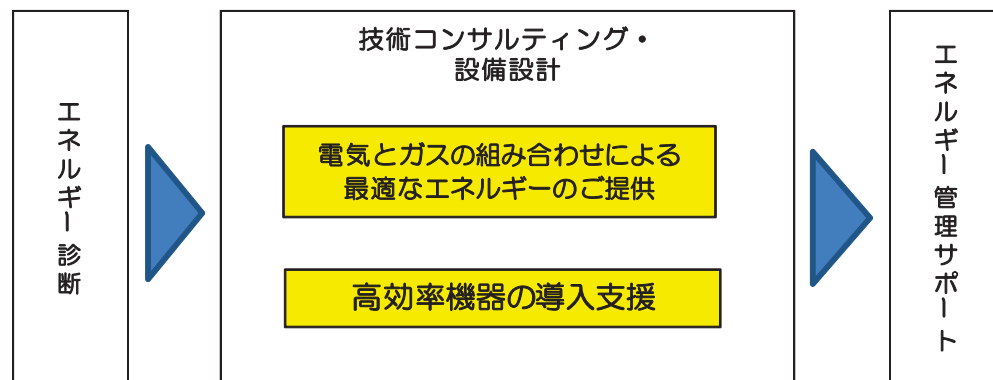 エネルギー診断
技術コンサルティング・
設備設計
電気とガスの組み合わせによる
最適なエネルギーのご提供
高効率機器の導入支援
エネルギー管理サポート